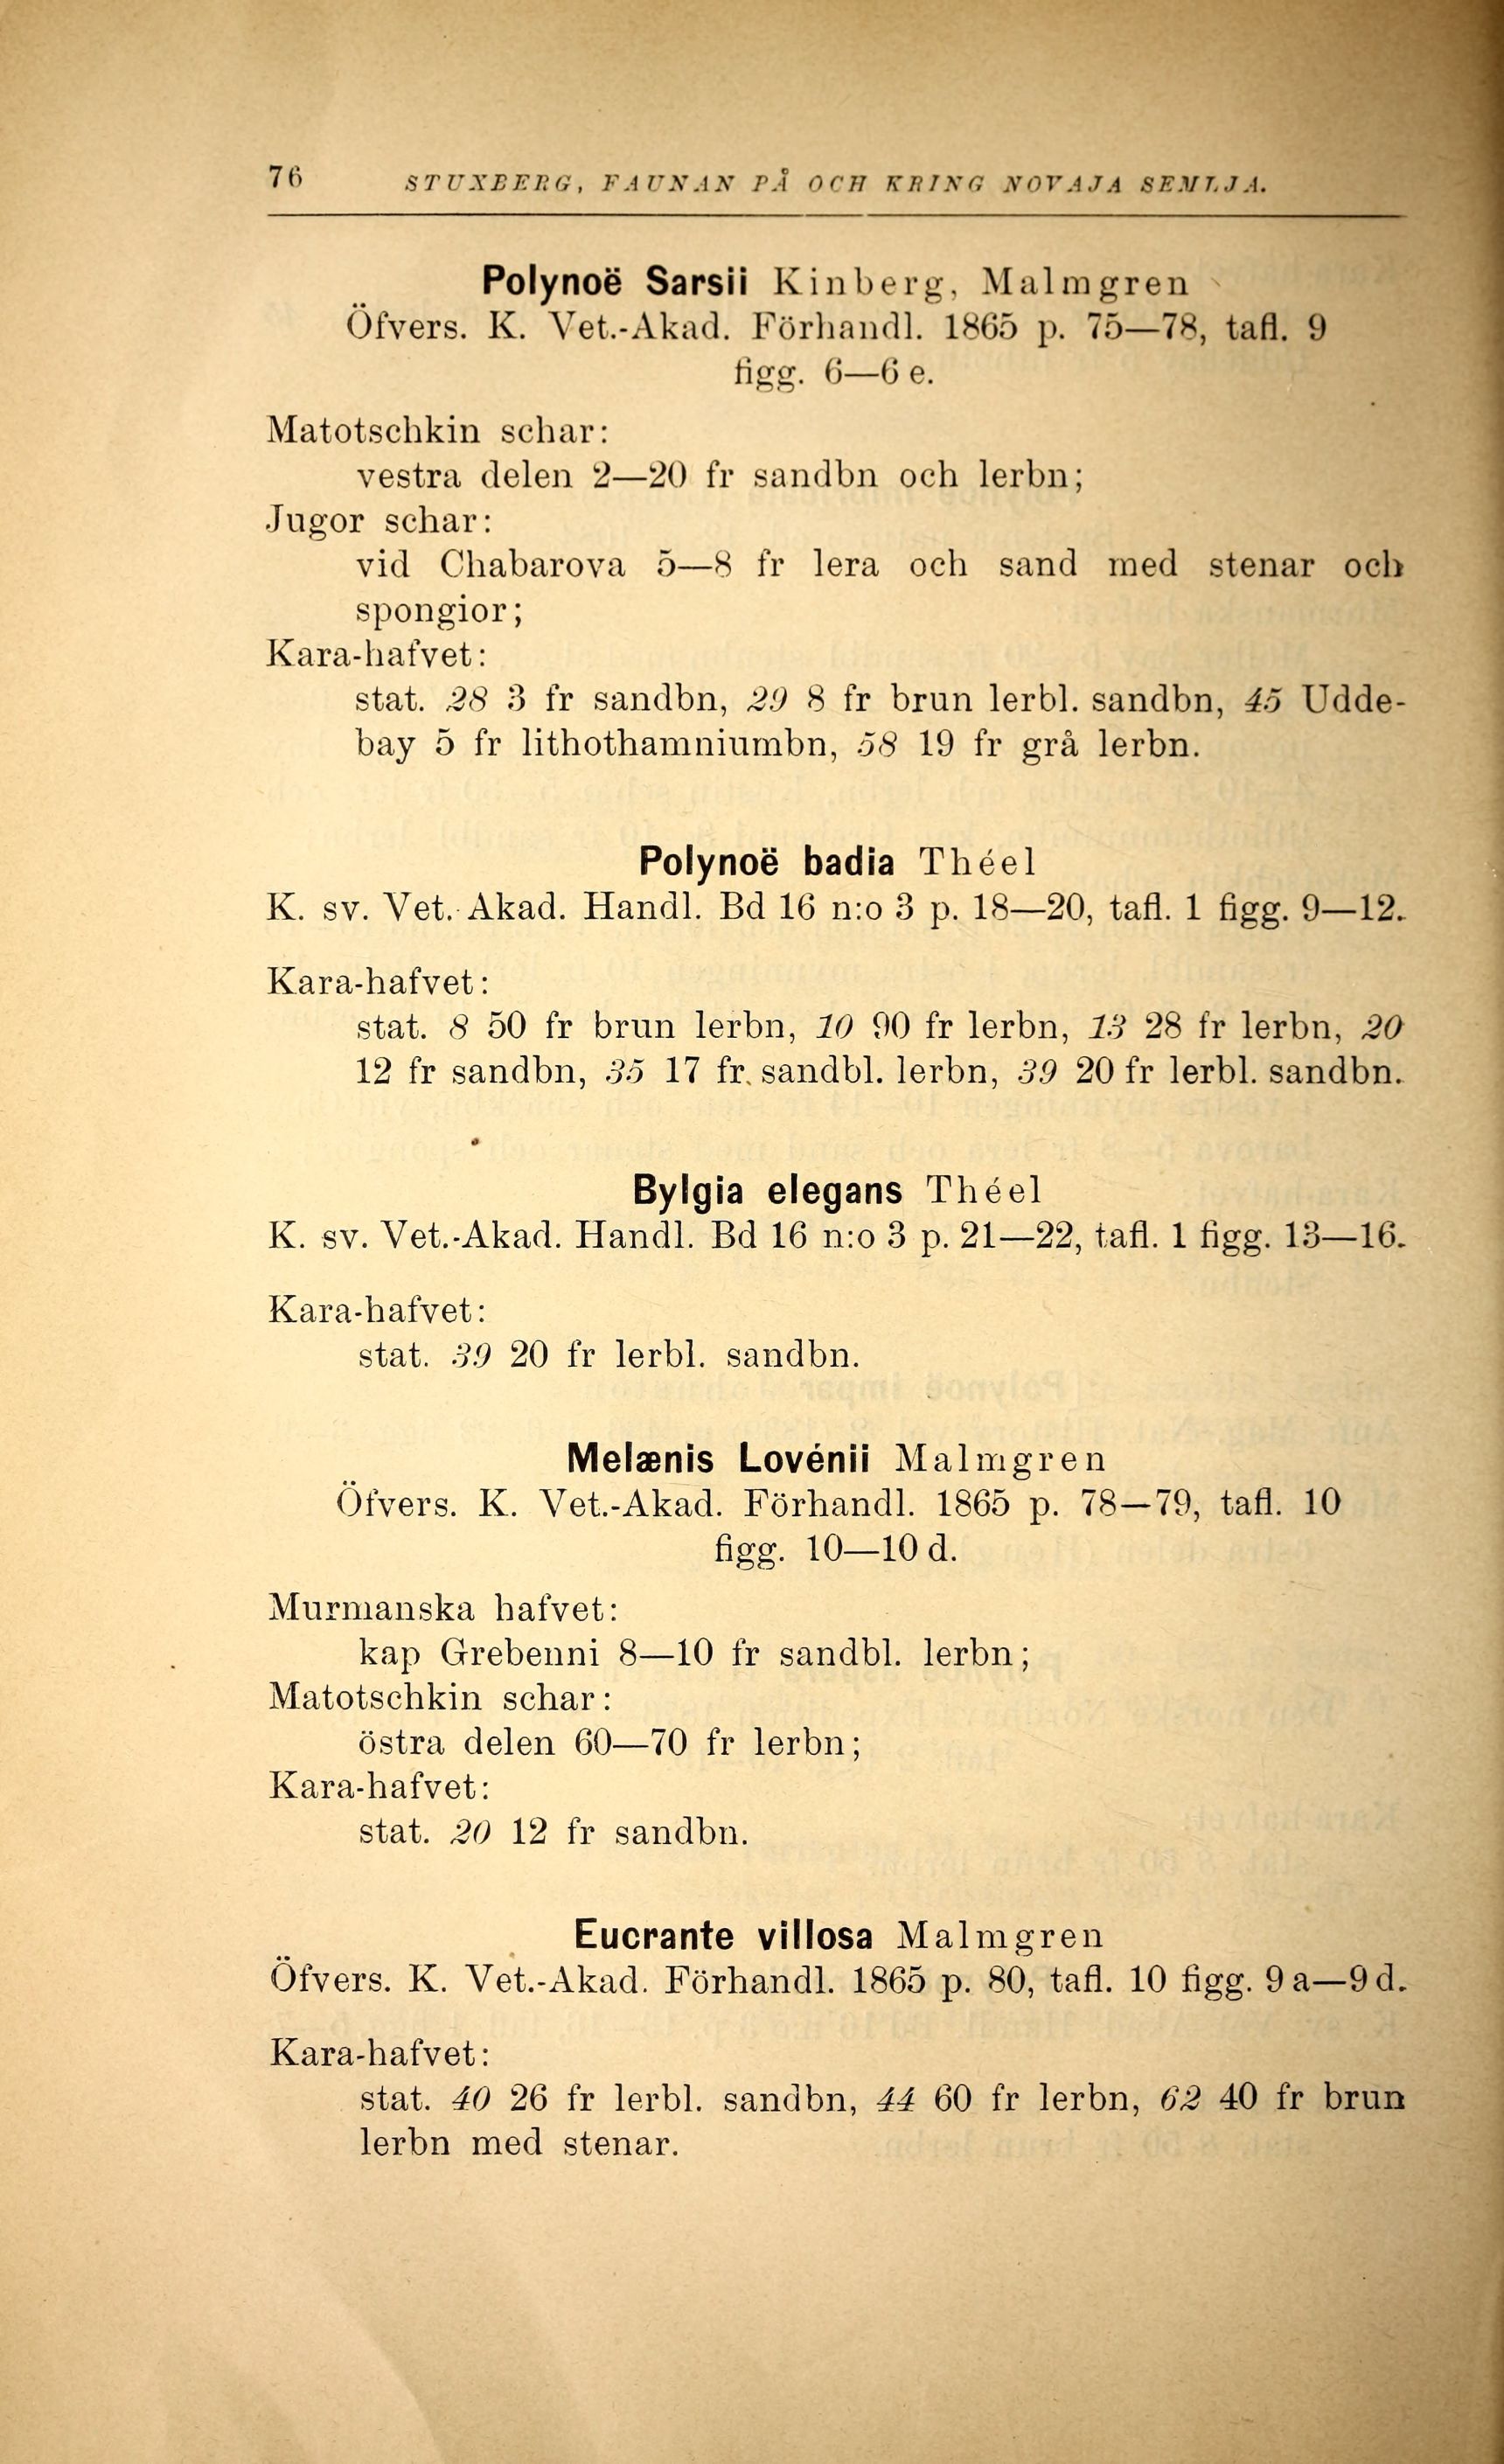 76 STUXBERG, FAUNAN PÅ OCH KRING NOVAJA SEMLJA.
Polynoë Sarsii Kinberg, Malmgren
Öfvers. K. Vet.-Akad. Förhandl. 1865 p. 75—78, tafl. 9
figg. 6—6 e.
Matotschkin schar:
vestra delen 2—20 fr sandbn och lerbn;
Jugor schar:
vid Chabarova 5—8 fr lera och sand med stenar och
spongior;
Kara-hafvet:
stat. 28 3 fr sandbn, 29 8 fr brun lerbl. sandbn, 45 Udde-
bay 5 fr lithothamniumbn, 58 19 fr grå lerbn.
Polynoë badia Théel
K. sv. Vet.-Akad. Handl. Bd 16 n:o 3 p. 18—20, tafl. 1 figg. 9—12.
Kara-hafvet:
stat. 8 50 fr brun lerbn, 10 90 fr lerbn, 13 28 fr lerbn, 20
12 fr sandbn, 35 17 fr. sandbl. lerbn, 39 20 fr lerbl. sandbn.
Bylgia elegans Théel
K. sv. Vet.-Akad. Handl. Bd 16 n:o 3 p. 21—22, tafl. 1 figg. 13—16.
Kara-hafvet:
stat. 39 20 fr lerbl. sandbn.
Melænis Lovénii Malmgren
Öfvers. K. Vet.-Akad. Förhandl. 1865 p. 78—79, tafl. 10
figg. 10—10 d.
Murmanska hafvet:
kap Grebenni 8—10 fr sandbl. lerbn;
Matotschkin schar:
östra delen 60—70 fr lerbn;
Kara-hafvet:
stat. 20 12 fr sandbn.
Eucrante villosa Malmgren
Öfvers. K. Vet.-Akad. Förhandl. 1865 p. 80, tafl. 10 figg. 9 a—9 d.
Kara-hafvet:
stat. 40 26 fr lerbl. sandbn, 44 60 fr lerbn, 62 40 fr brun
lerbn med stenar.